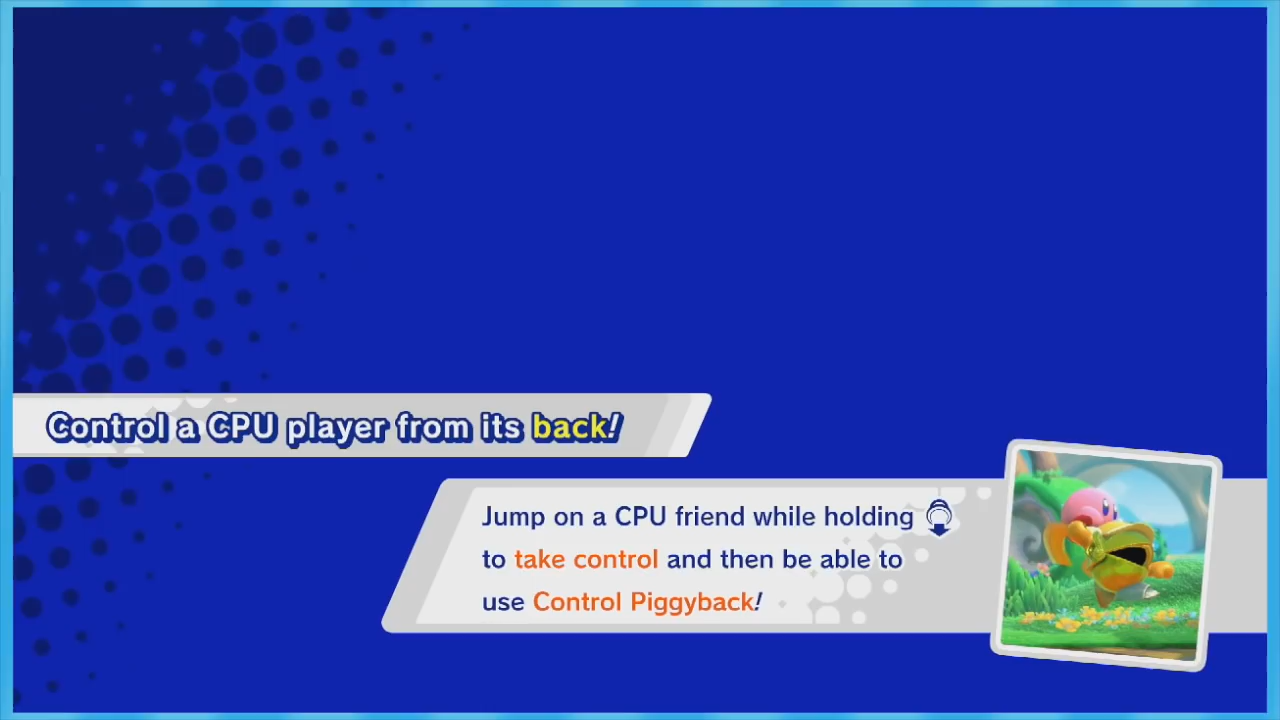 Control a CPU player from its back!
Jump on a CPU friend while holding
to take control and then be able to
use Control Piggyback!